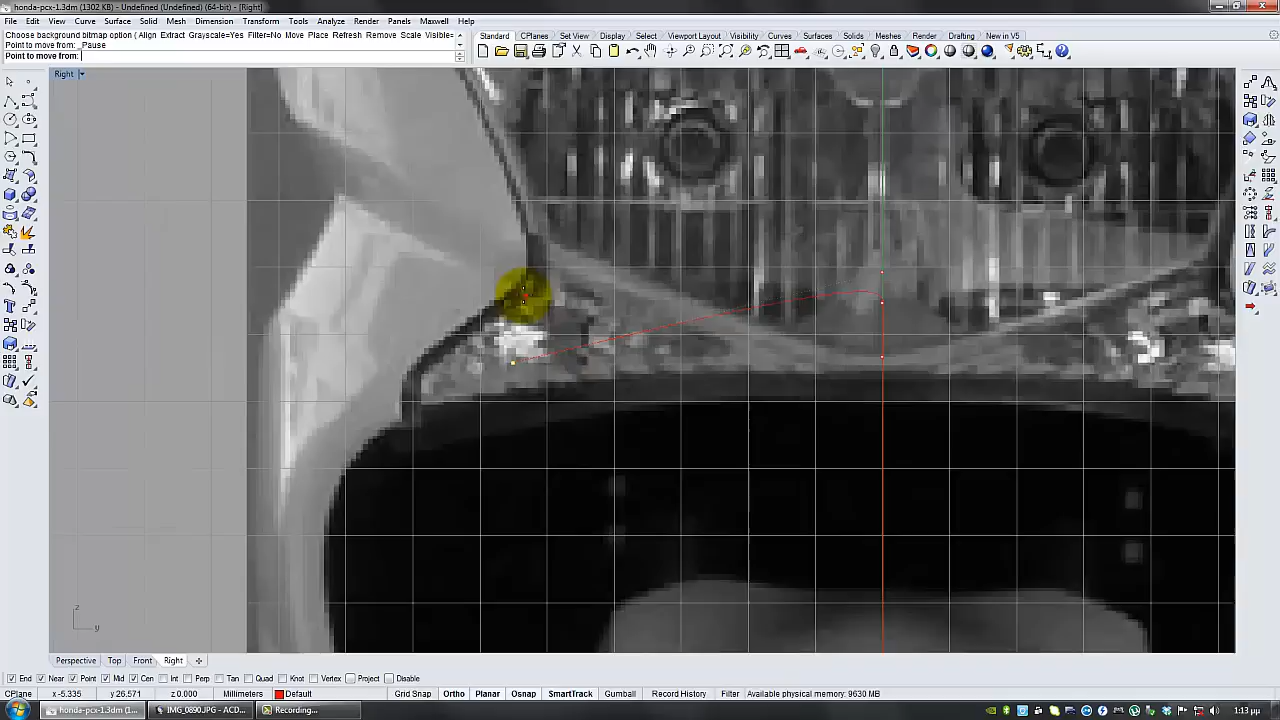 honda-pcx-1.3dm (1302 KB) - Undefined (Undefined) (64-bit) - [Right]
File Edit View Curve Surface Solid Mesh Dimension Transform Tools Analyze Render Panels Maxwell Help
Choose background bitmap option ( Align Extract Grayscale=Yes Filter=No Move Place Refresh Remove Scale Visible=
Point to move from: _Pause
Point to move from:
Standard CPlanes Set View Display Select Viewport Layout Visibility Curves Surfaces Solids Meshes Render Drafting New in V5
Right
z
y
Perspective Top Front Right
End Near Point Mid Cen Int Perp Tan Quad Knot Vertex Project Disable
CPlane x -5.335 y 26.571 z 0.000 Millimeters Default Grid Snap Ortho Planar Osnap SmartTrack Gumball Record History Filter Available physical memory: 9630 MB
honda-pcx-1.3dm (1... IMG_0890.JPG - ACD... Recording... 1:13 μμ